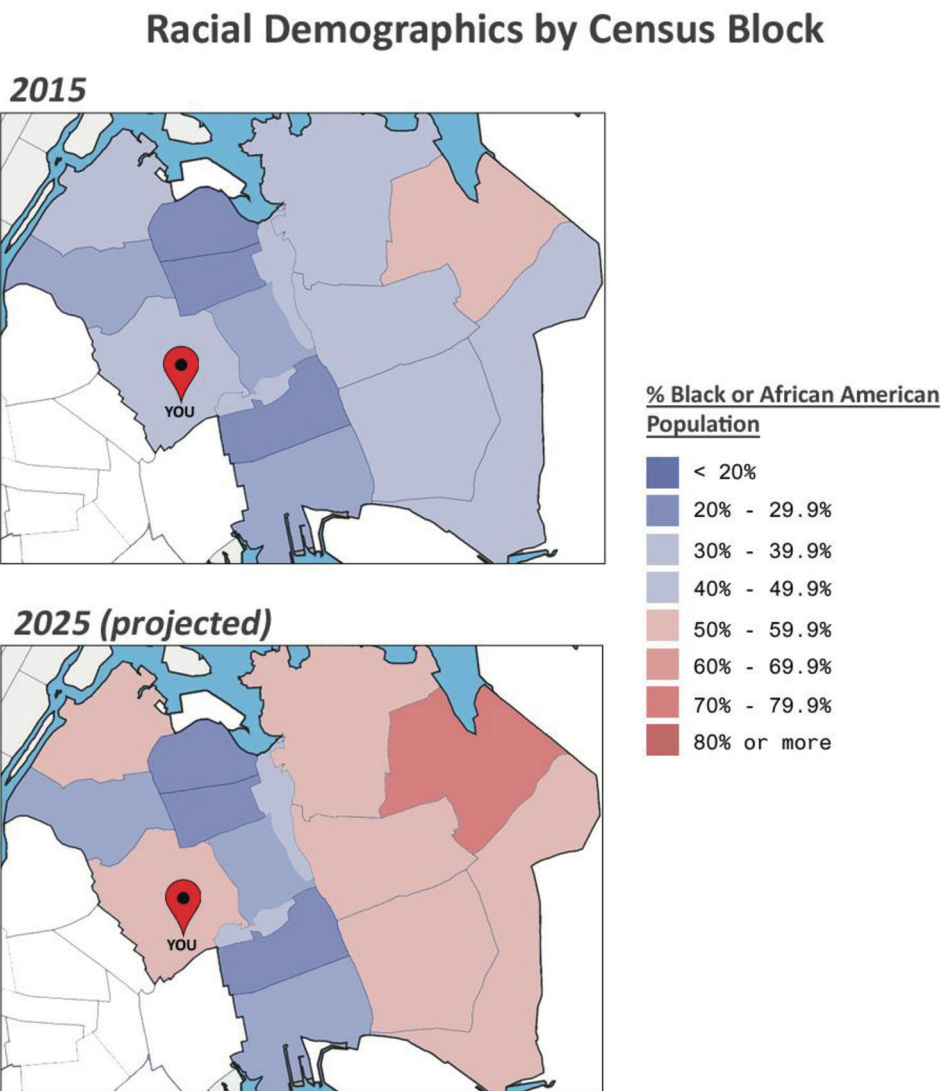 Racial Demographics by Census Block
2015
YOU
% Black or African American
Population
< 20%
20% - 29.9%
30% - 39.9%
40% - 49.9%
50% - 59.9%
60% - 69.9%
70% - 79.9%
80% or more
2025 (projected)
YOU